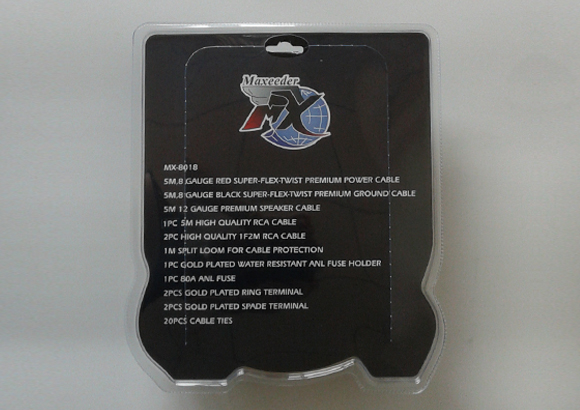 Maxeeder
MX
MX-8018
5M,8 GAUGE RED SUPER-FLEX-TWIST PREMIUM POWER CABLE
5M,8 GAUGE BLACK SUPER-FLEX-TWIST PREMIUM GROUND CABLE
5M 12 GAUGE PREMIUM SPEAKER CABLE
1PC 5M HIGH QUALITY RCA CABLE
2PC HIGH QUALITY 1F2M RCA CABLE
1M SPLIT LOOM FOR CABLE PROTECTION
1PC GOLD PLATED WATER RESISTANT ANL FUSE HOLDER
1PC 80A ANL FUSE
2PCS GOLD PLATED RING TERMINAL
2PCS GOLD PLATED SPADE TERMINAL
20PCS CABLE TIES